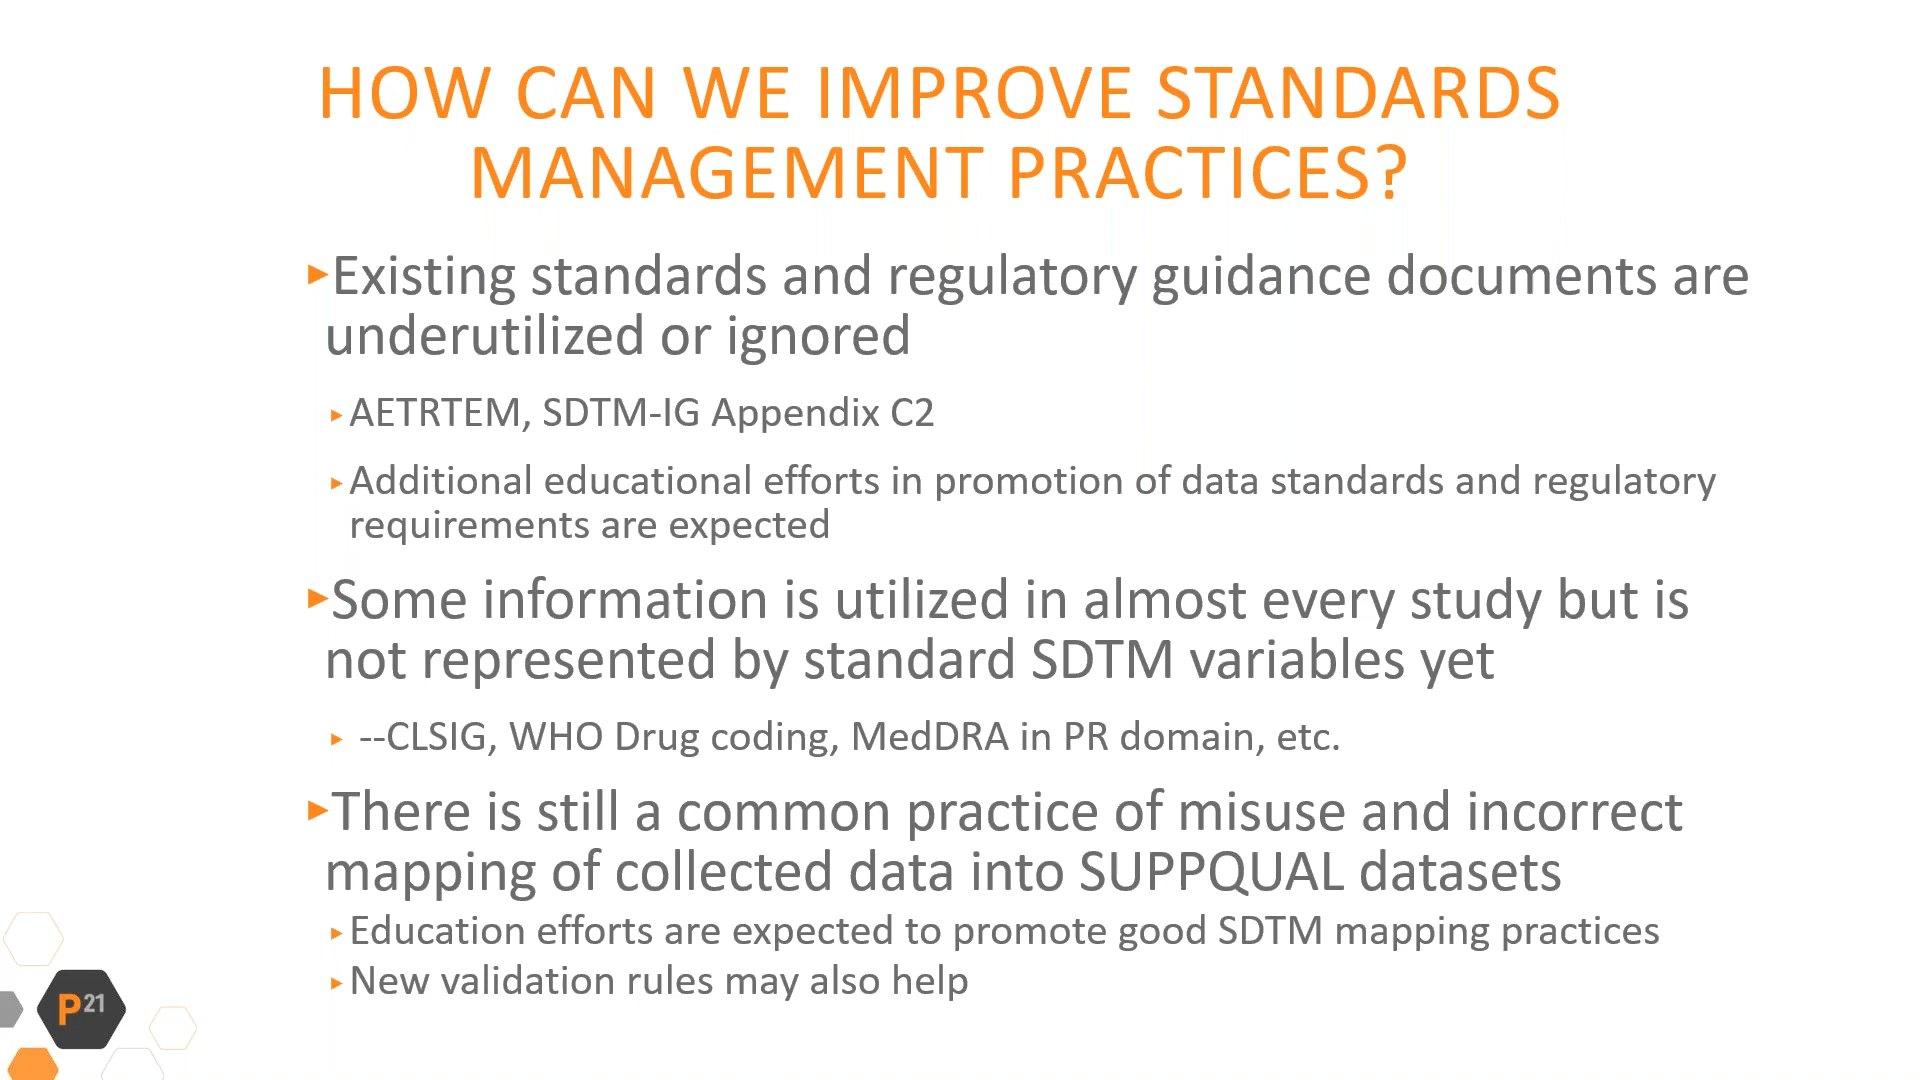 HOW CAN WE IMPROVE STANDARDS
MANAGEMENT PRACTICES?
▸Existing standards and regulatory guidance documents are
underutilized or ignored
▸AETRTEM, SDTM-IG Appendix C2
▸Additional educational efforts in promotion of data standards and regulatory
requirements are expected
▸Some information is utilized in almost every study but is
not represented by standard SDTM variables yet
▸ --CLSIG, WHO Drug coding, MedDRA in PR domain, etc.
▸There is still a common practice of misuse and incorrect
mapping of collected data into SUPPQUAL datasets
▸Education efforts are expected to promote good SDTM mapping practices
▸New validation rules may also help
P21